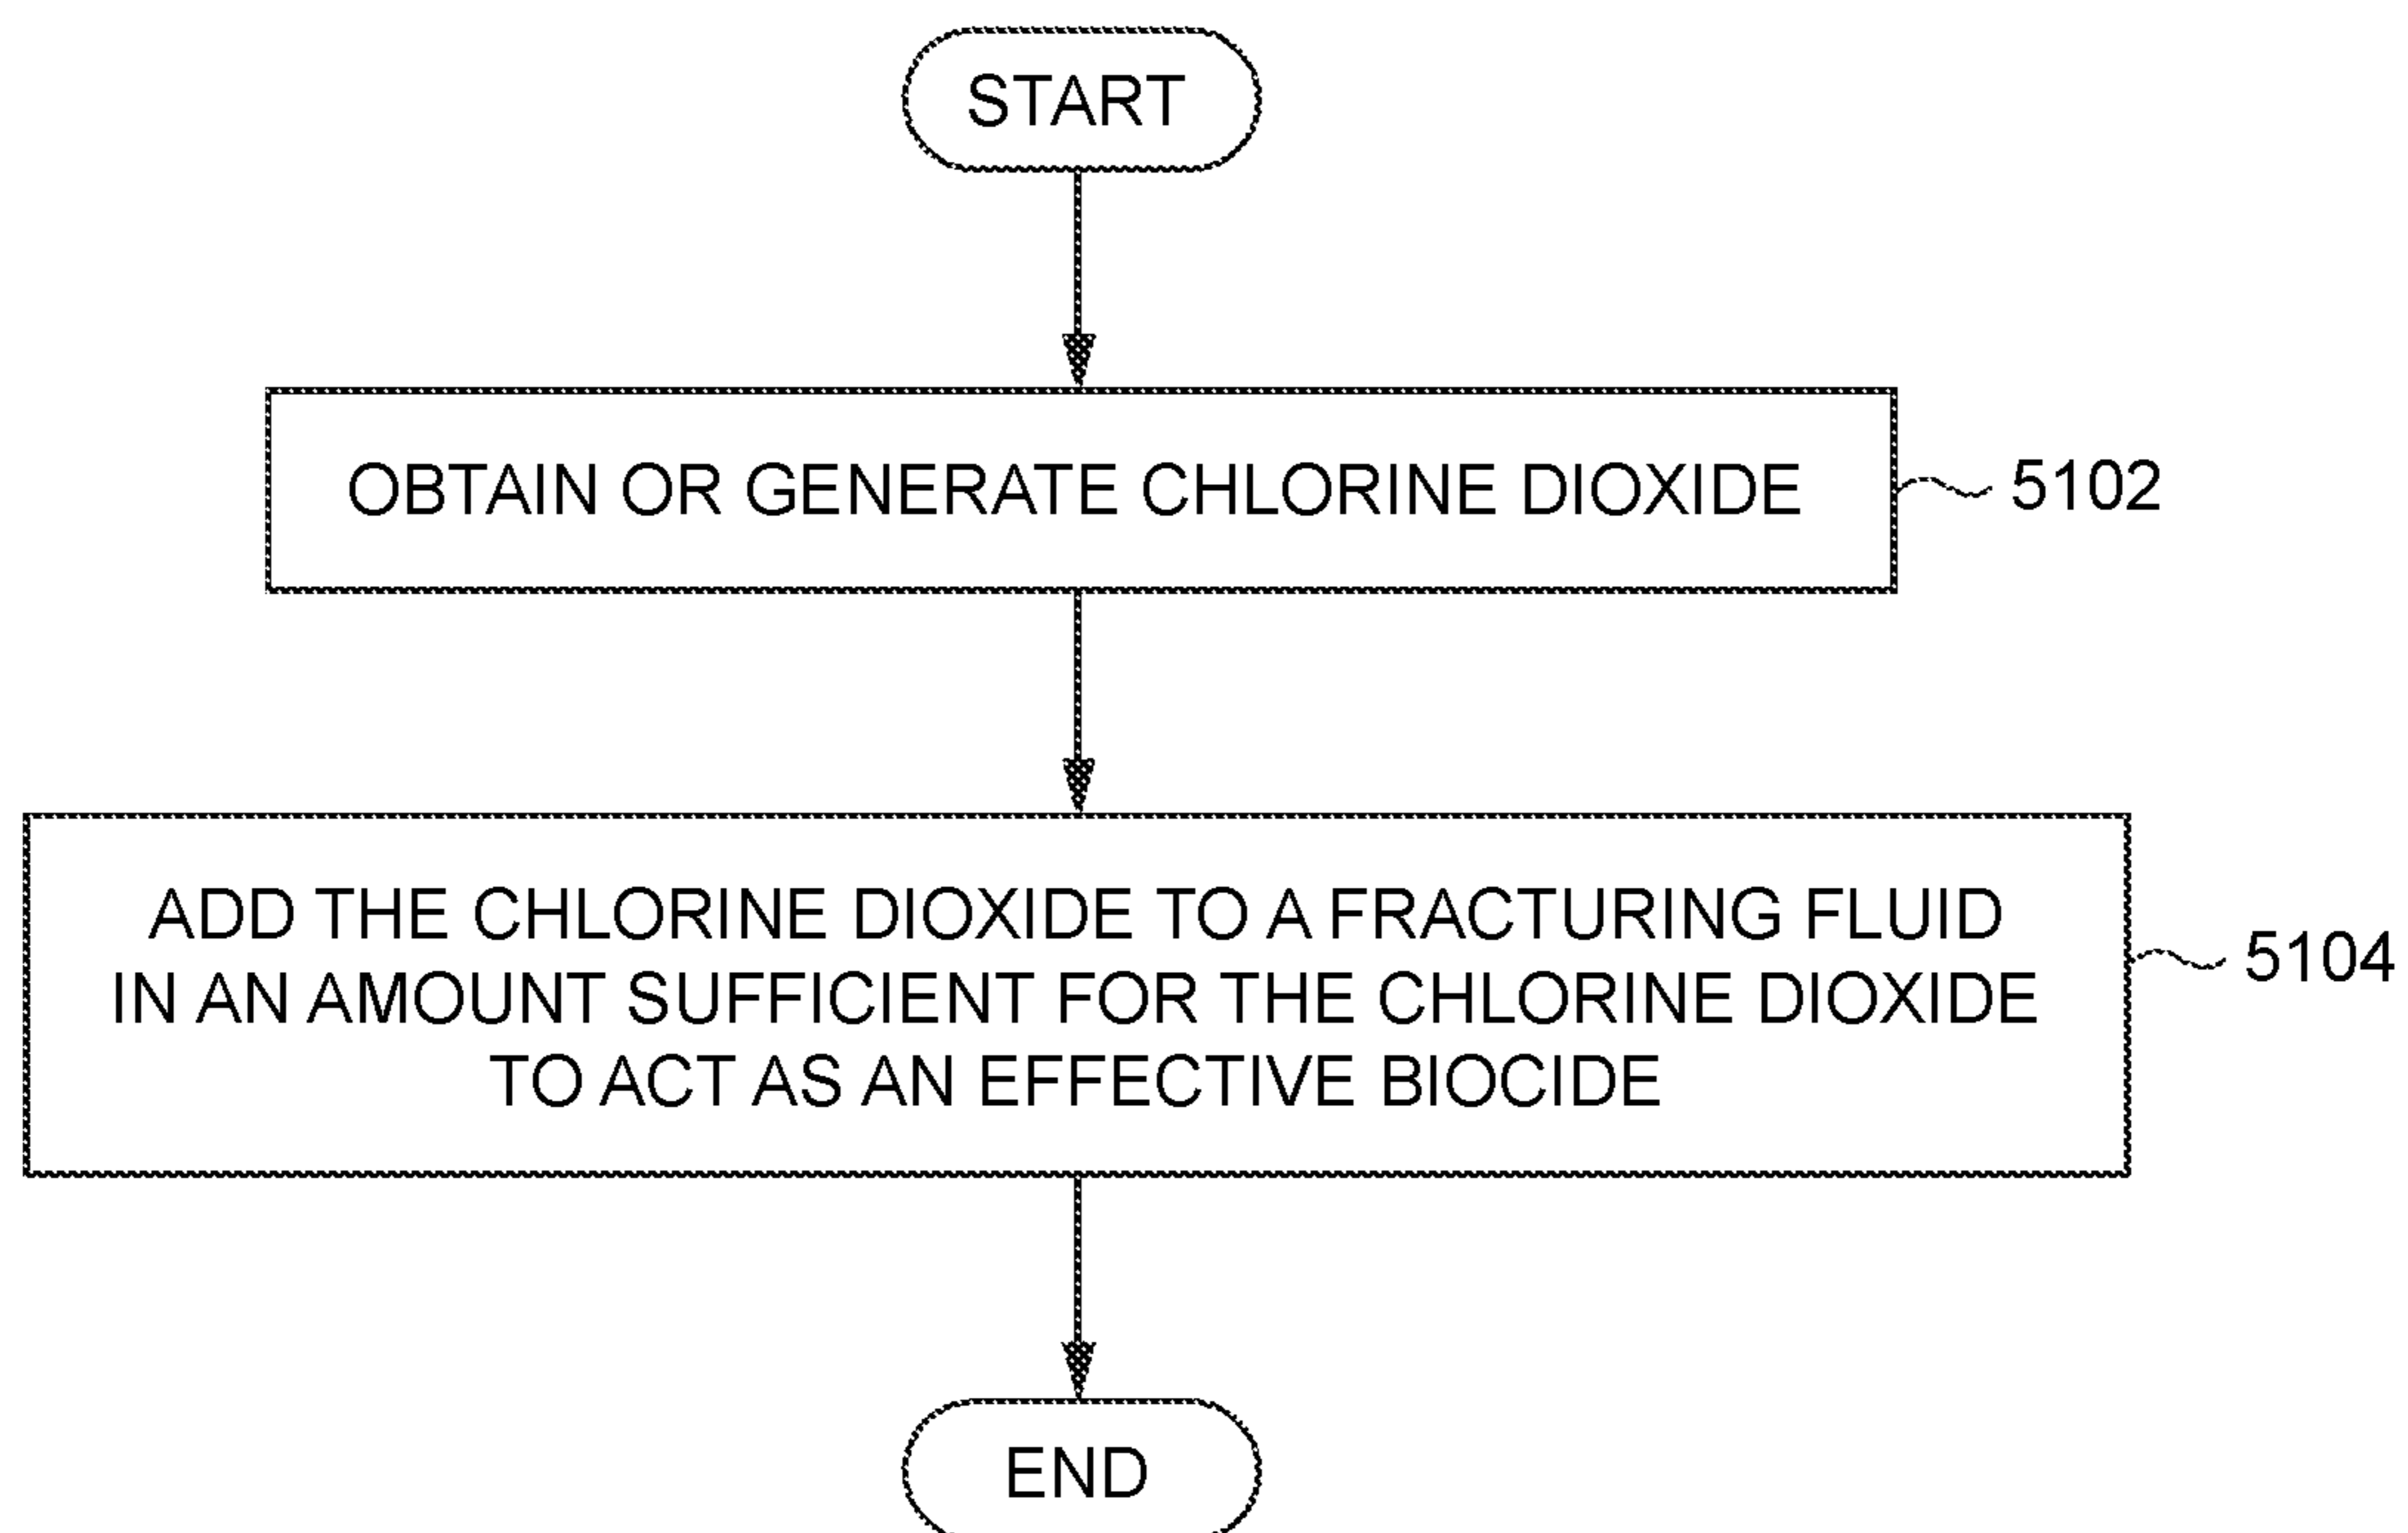 START
OBTAIN OR GENERATE CHLORINE DIOXIDE
5102
ADD THE CHLORINE DIOXIDE TO A FRACTURING FLUID
IN AN AMOUNT SUFFICIENT FOR THE CHLORINE DIOXIDE
TO ACT AS AN EFFECTIVE BIOCIDE
5104
END